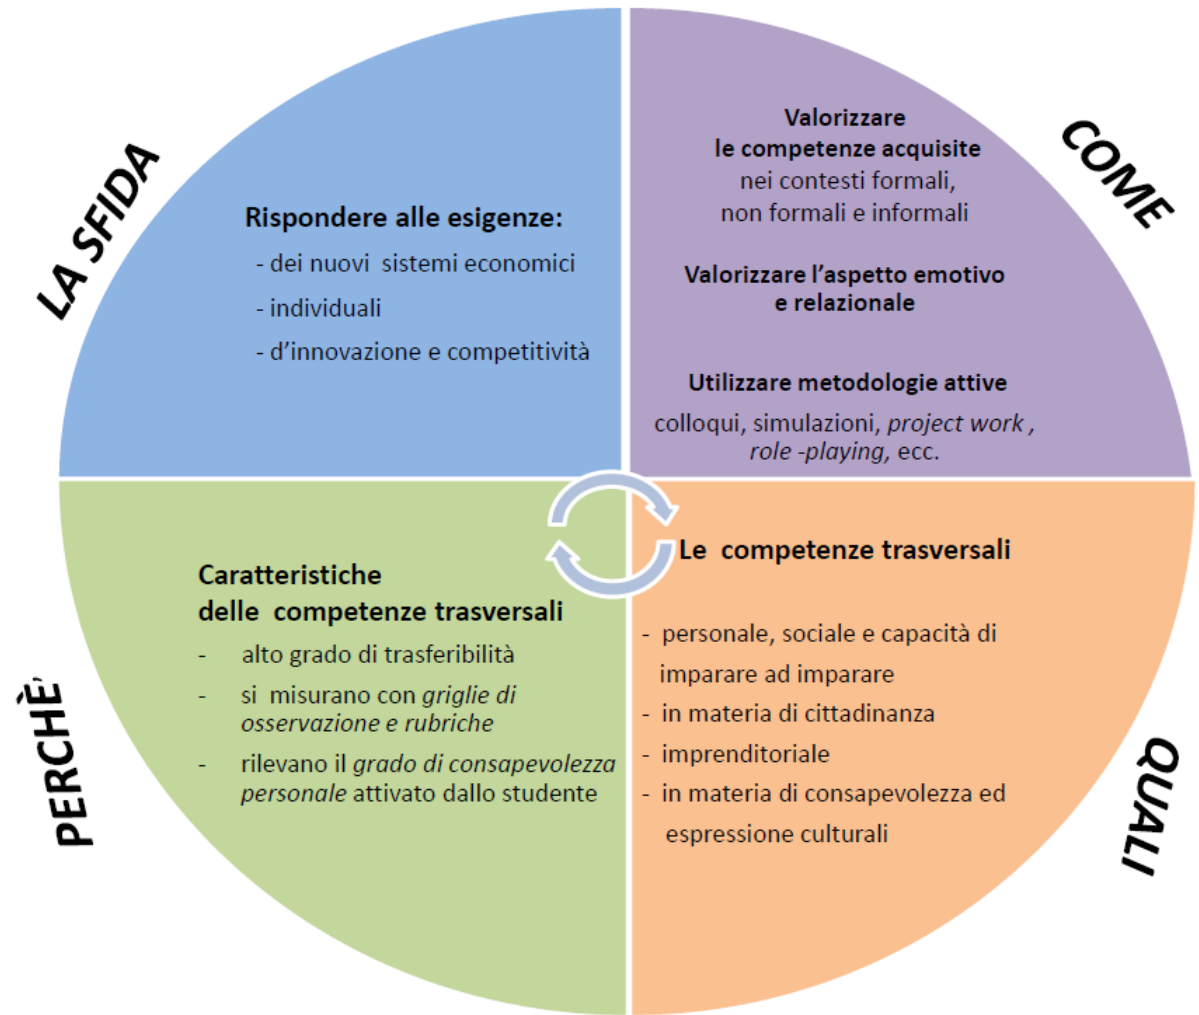 LA SFIDA
Rispondere alle esigenze:
- dei nuovi sistemi economici
- individuali
- d'innovazione e competitività
COME
Valorizzare
le competenze acquisite
nei contesti formali,
non formali e informali
Valorizzare l'aspetto emotivo
e relazionale
Utilizzare metodologie attive
colloqui, simulazioni, project work ,
role -playing, ecc.
PERCHÈ'
Caratteristiche
delle competenze trasversali
- alto grado di trasferibilità
- si misurano con griglie di
osservazione e rubriche
- rilevano il grado di consapevolezza
personale attivato dallo studente
QUALI
Le competenze trasversali
- personale, sociale e capacità di
imparare ad imparare
- in materia di cittadinanza
- imprenditoriale
- in materia di consapevolezza ed
espressione culturali